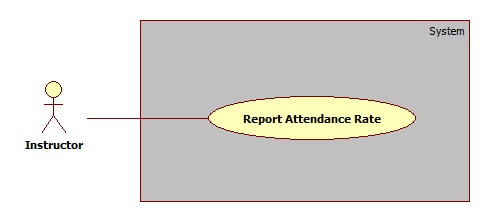 System
Report Attendance Rate
Instructor